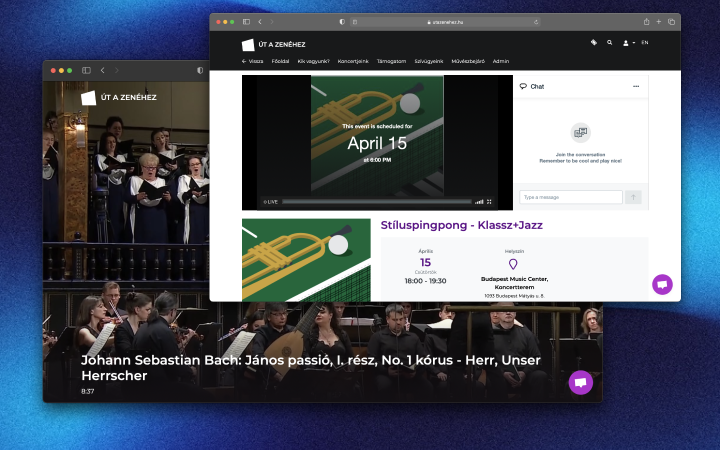 utazenehez.hu
ÚT A ZENÉHEZ
EN
Vissza Főoldal Kik vagyunk? Koncertjeink Támogatom Szívügyeink Művészbejáró Admin
This event is scheduled for
April 15
at 6:00 PM
LIVE
Chat
Join the conversation
Remember to be cool and play nice!
Type a message
Stíluspingpong - Klassz+Jazz
Április
15
Csütörtök
18:00 - 19:30
Helyszín
Budapest Music Center,
Koncertterem
1093 Budapest Mátyás u. 8.
ÚT A ZENÉHEZ
Johann Sebastian Bach: János passió, I. rész, No. 1 kórus - Herr, Unser
Herrscher
8:37